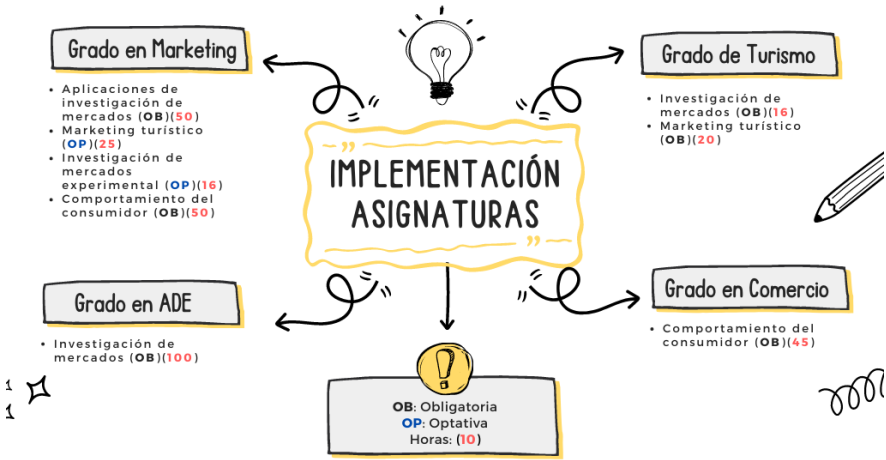 Grado en Marketing
• Aplicaciones de
investigación de
mercados (OB)(50)
• Marketing turístico
(OP)(25)
• Investigación de
mercados
experimental (OP)(16)
• Comportamiento del
consumidor (OB)(50)
Grado de Turismo
• Investigación de
mercados (OB)(16)
• Marketing turístico
(OB)(20)
IMPLEMENTACIÓN
ASIGNATURAS
Grado en ADE
• Investigación de
mercados (OB)(100)
Grado en Comercio
• Comportamiento del
consumidor (OB)(45)
OB: Obligatoria
OP: Optativa
Horas: (10)